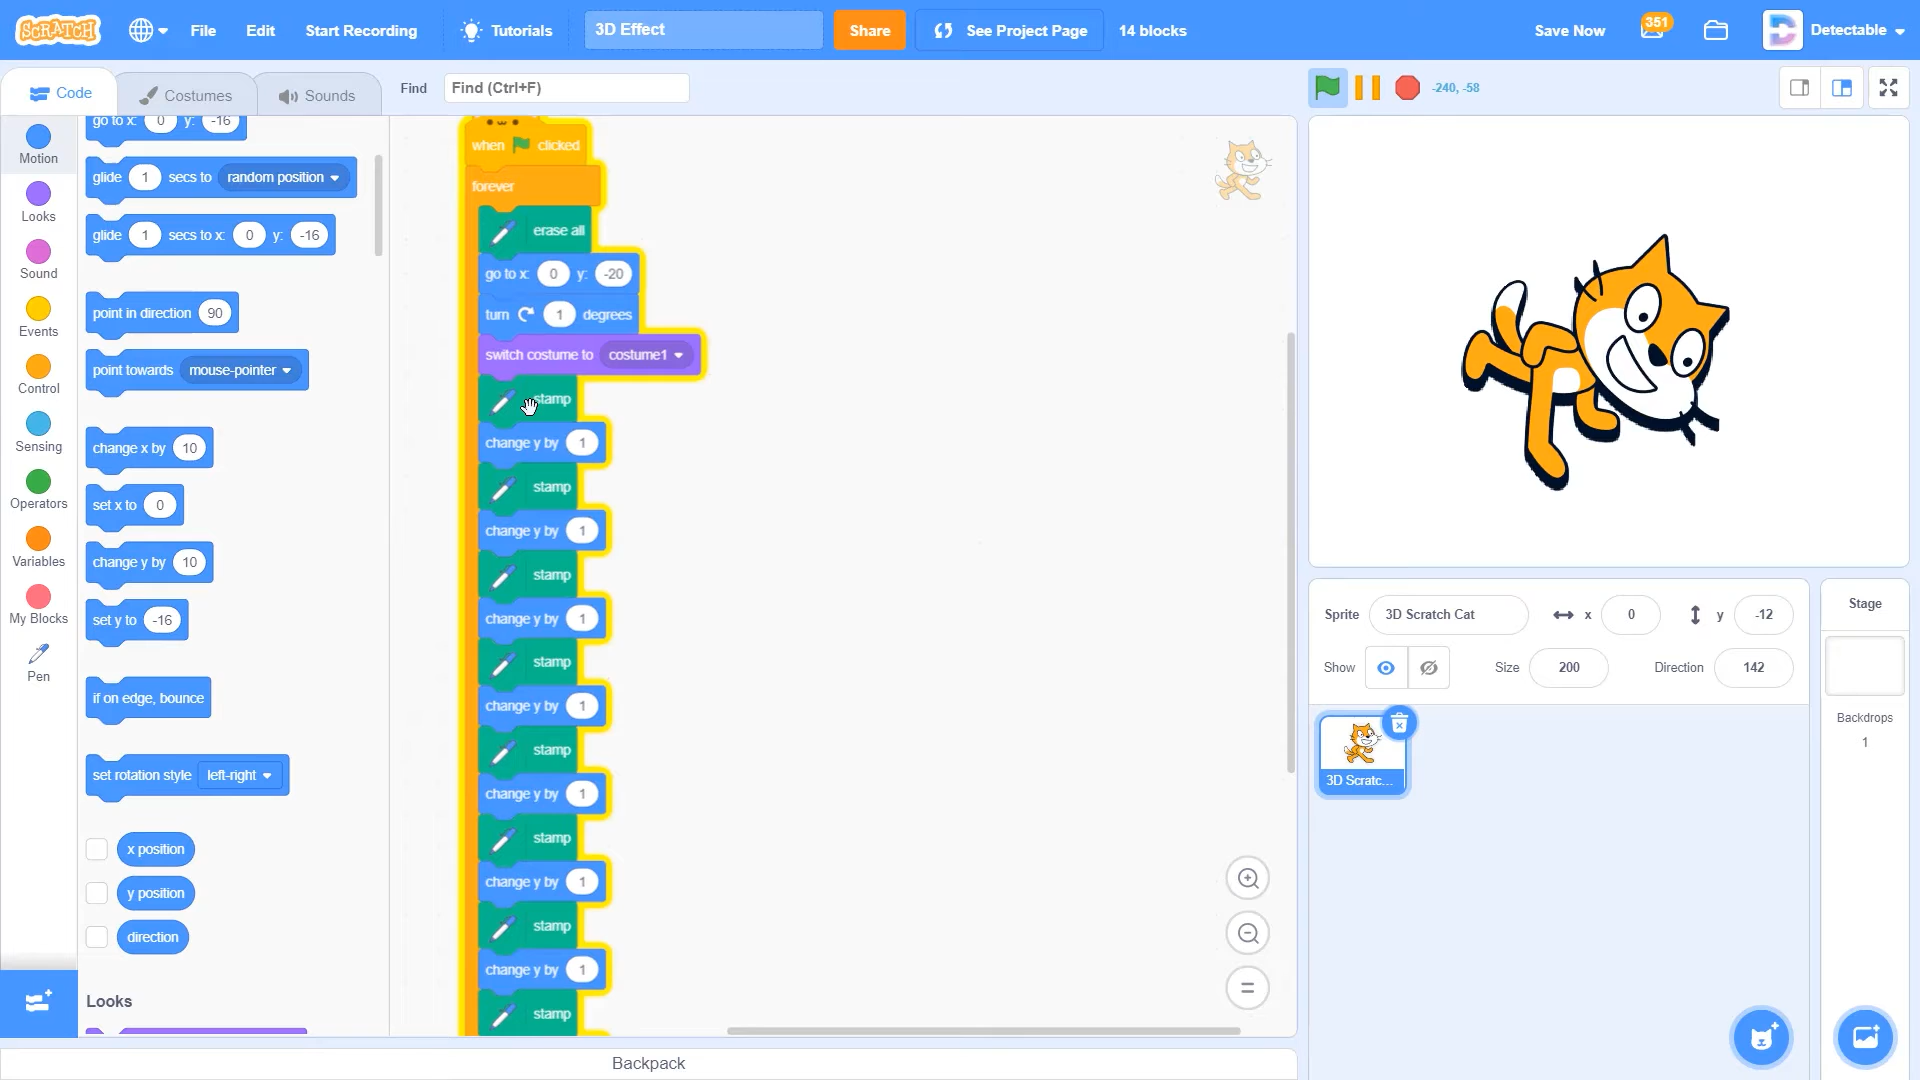 SCRATCH File Edit Start Recording Tutorials 3D Effect Share See Project Page 14 blocks Save Now 351 Detectable
Code Costumes Sounds Find Find (Ctrl+F) -240, -58
Motion
Looks
Sound
Events
Control
Sensing
Operators
Variables
My Blocks
Pen
go to x: 0 y: -16
glide 1 secs to random position
glide 1 secs to x: 0 y: -16
point in direction 90
point towards mouse-pointer
change x by 10
set x to 0
change y by 10
set y to -16
if on edge, bounce
set rotation style left-right
x position
y position
direction
Looks
when clicked
forever
erase all
go to x: 0 y: -20
turn 1 degrees
switch costume to costume1
stamp
change y by 1
stamp
change y by 1
stamp
change y by 1
stamp
change y by 1
stamp
change y by 1
stamp
change y by 1
stamp
change y by 1
stamp
Sprite 3D Scratch Cat x 0 y -12
Show Size 200 Direction 142
3D Scratc...
Stage
Backdrops
1
Backpack